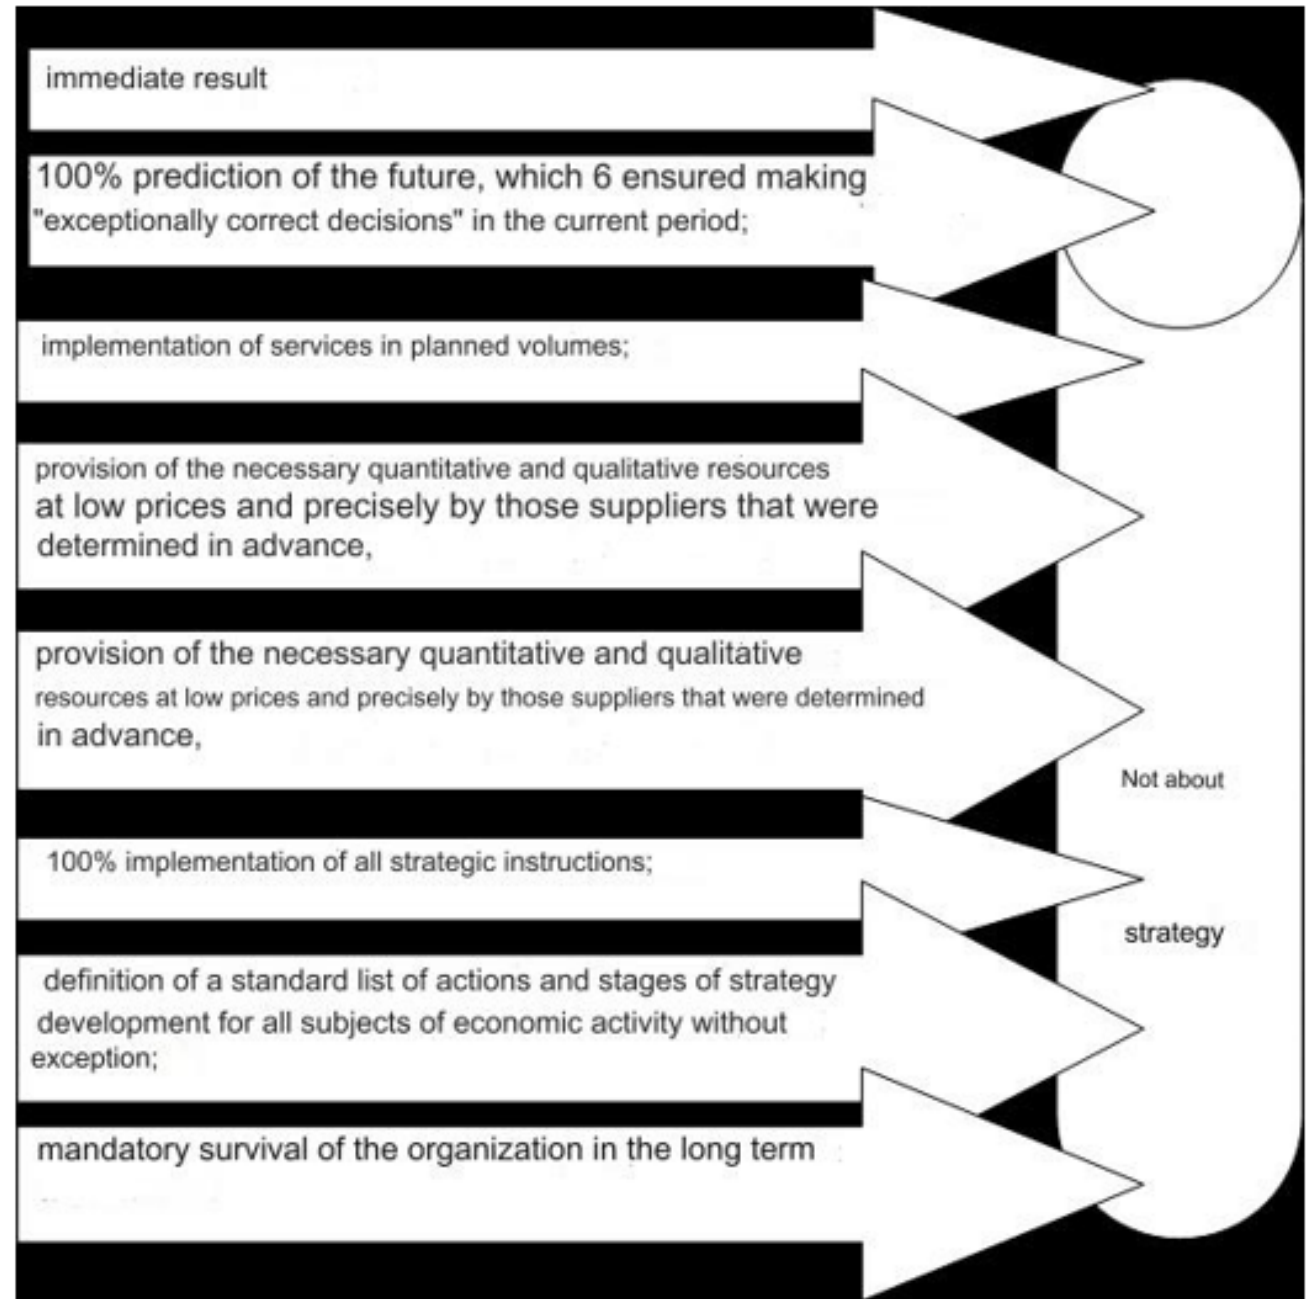 immediate result
100% prediction of the future, which 6 ensured making
"exceptionally correct decisions" in the current period;
implementation of services in planned volumes;
provision of the necessary quantitative and qualitative resources
at low prices and precisely by those suppliers that were
determined in advance,
provision of the necessary quantitative and qualitative
resources at low prices and precisely by those suppliers that were determined
in advance,
Not about
100% implementation of all strategic instructions;
strategy
definition of a standard list of actions and stages of strategy
development for all subjects of economic activity without
exception;
mandatory survival of the organization in the long term